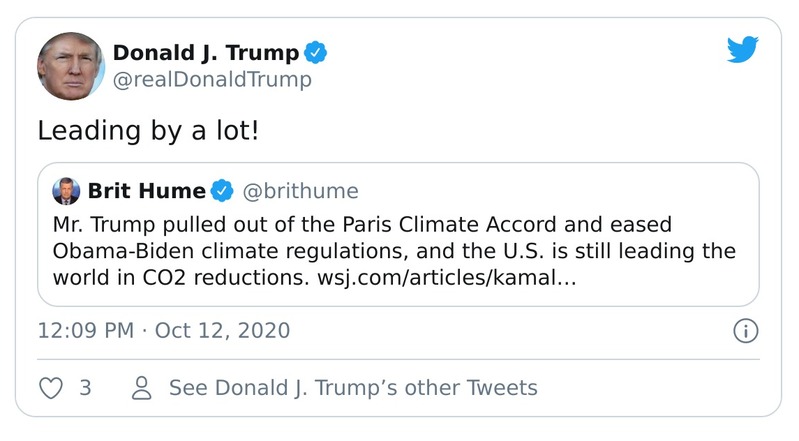 Donald J. Trump
@realDonaldTrump
Leading by a lot!
Brit Hume @brithume
Mr. Trump pulled out of the Paris Climate Accord and eased
Obama-Biden climate regulations, and the U.S. is still leading the
world in CO2 reductions. wsj.com/articles/kamal…
12:09 PM · Oct 12, 2020
3 See Donald J. Trump’s other Tweets